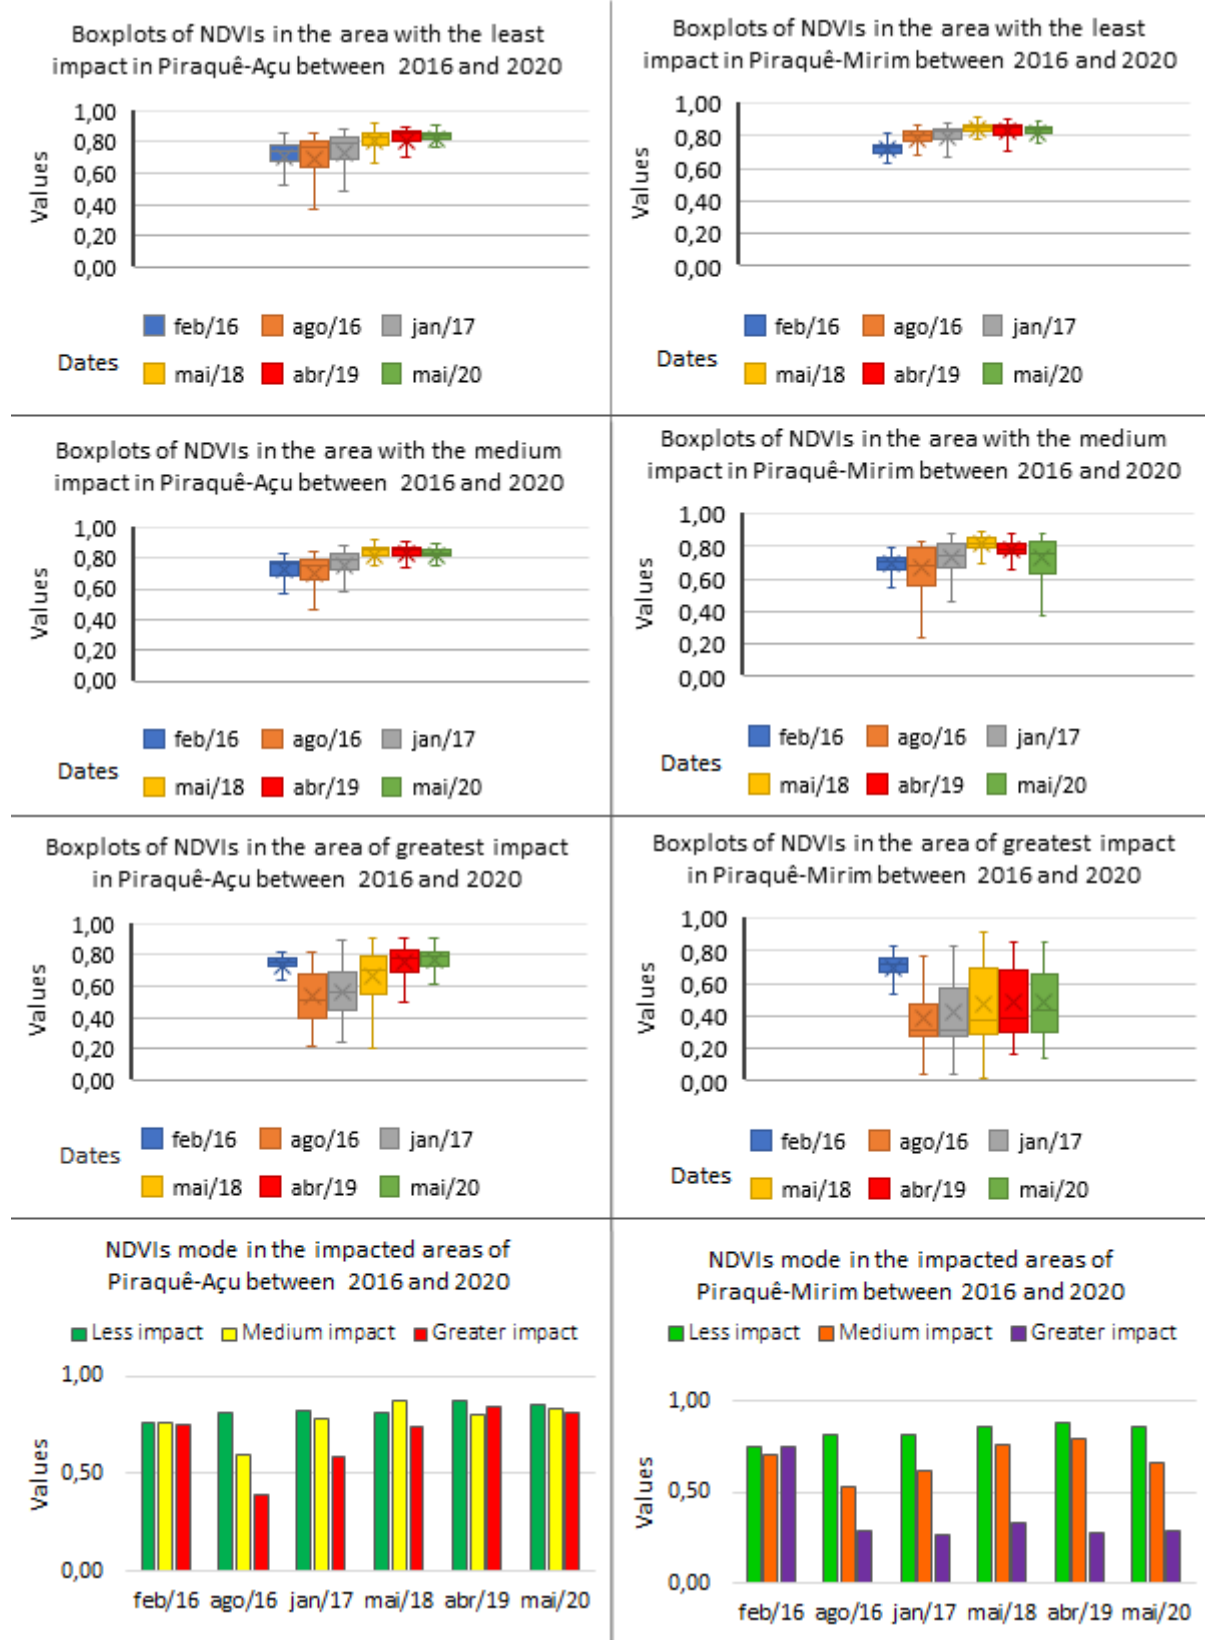 Boxplots of NDVIs in the area with the least
impact in Piraquê-Açu between 2016 and 2020
1,00
0,80
0,60
0,40
0,20
0,00
Values
feb/16 ago/16 jan/17
Dates
mai/18 abr/19 mai/20
Boxplots of NDVIs in the area with the least
impact in Piraquê-Mirim between 2016 and 2020
1,00
0,80
0,60
0,40
0,20
0,00
Values
feb/16 ago/16 jan/17
Dates
mai/18 abr/19 mai/20
Boxplots of NDVIs in the area with the medium
impact in Piraquê-Açu between 2016 and 2020
1,00
0,80
0,60
0,40
0,20
0,00
Values
feb/16 ago/16 jan/17
Dates
mai/18 abr/19 mai/20
Boxplots of NDVIs in the area with the medium
impact in Piraquê-Mirim between 2016 and 2020
1,00
0,80
0,60
0,40
0,20
0,00
Values
feb/16 ago/16 jan/17
Dates
mai/18 abr/19 mai/20
Boxplots of NDVIs in the area of greatest impact
in Piraquê-Açu between 2016 and 2020
1,00
0,80
0,60
0,40
0,20
0,00
Values
feb/16 ago/16 jan/17
Dates
mai/18 abr/19 mai/20
Boxplots of NDVIs in the area of greatest impact
in Piraquê-Mirim between 2016 and 2020
1,00
0,80
0,60
0,40
0,20
0,00
Values
feb/16 ago/16 jan/17
Dates
mai/18 abr/19 mai/20
NDVIs mode in the impacted areas of
Piraquê-Açu between 2016 and 2020
Less impact Medium impact Greater impact
1,00
0,50
0,00
Values
feb/16 ago/16 jan/17 mai/18 abr/19 mai/20
NDVIs mode in the impacted areas of
Piraquê-Mirim between 2016 and 2020
Less impact Medium impact Greater impact
1,00
0,50
0,00
Values
feb/16 ago/16 jan/17 mai/18 abr/19 mai/20